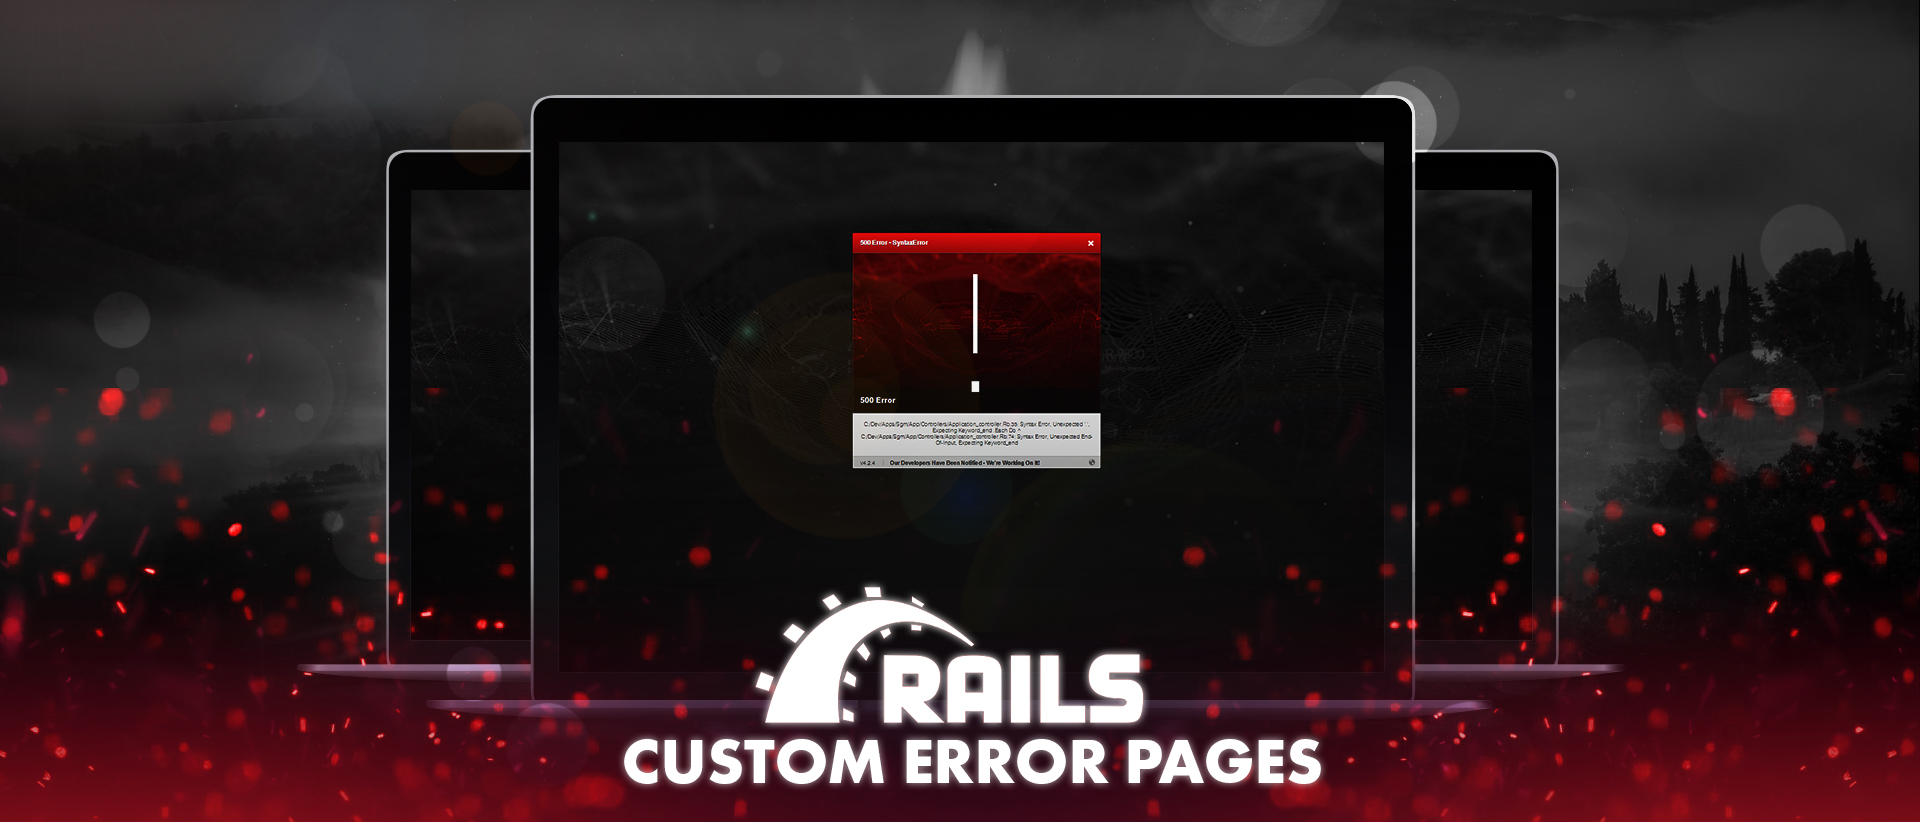 500 Error - SyntaxError
500 Error
C:/Dev/Apps/Sgm/App/Controllers/Application_controller.Rb:39: Syntax Error, Unexpected '.',
Expecting Keyword_end .Each Do ^
C:/Dev/Apps/Sgm/App/Controllers/Application_controller.Rb:74: Syntax Error, Unexpected End-
Of-Input, Expecting Keyword_end
v4.2.4 Our Developers Have Been Notified - We're Working On It!
RAILS
CUSTOM ERROR PAGES